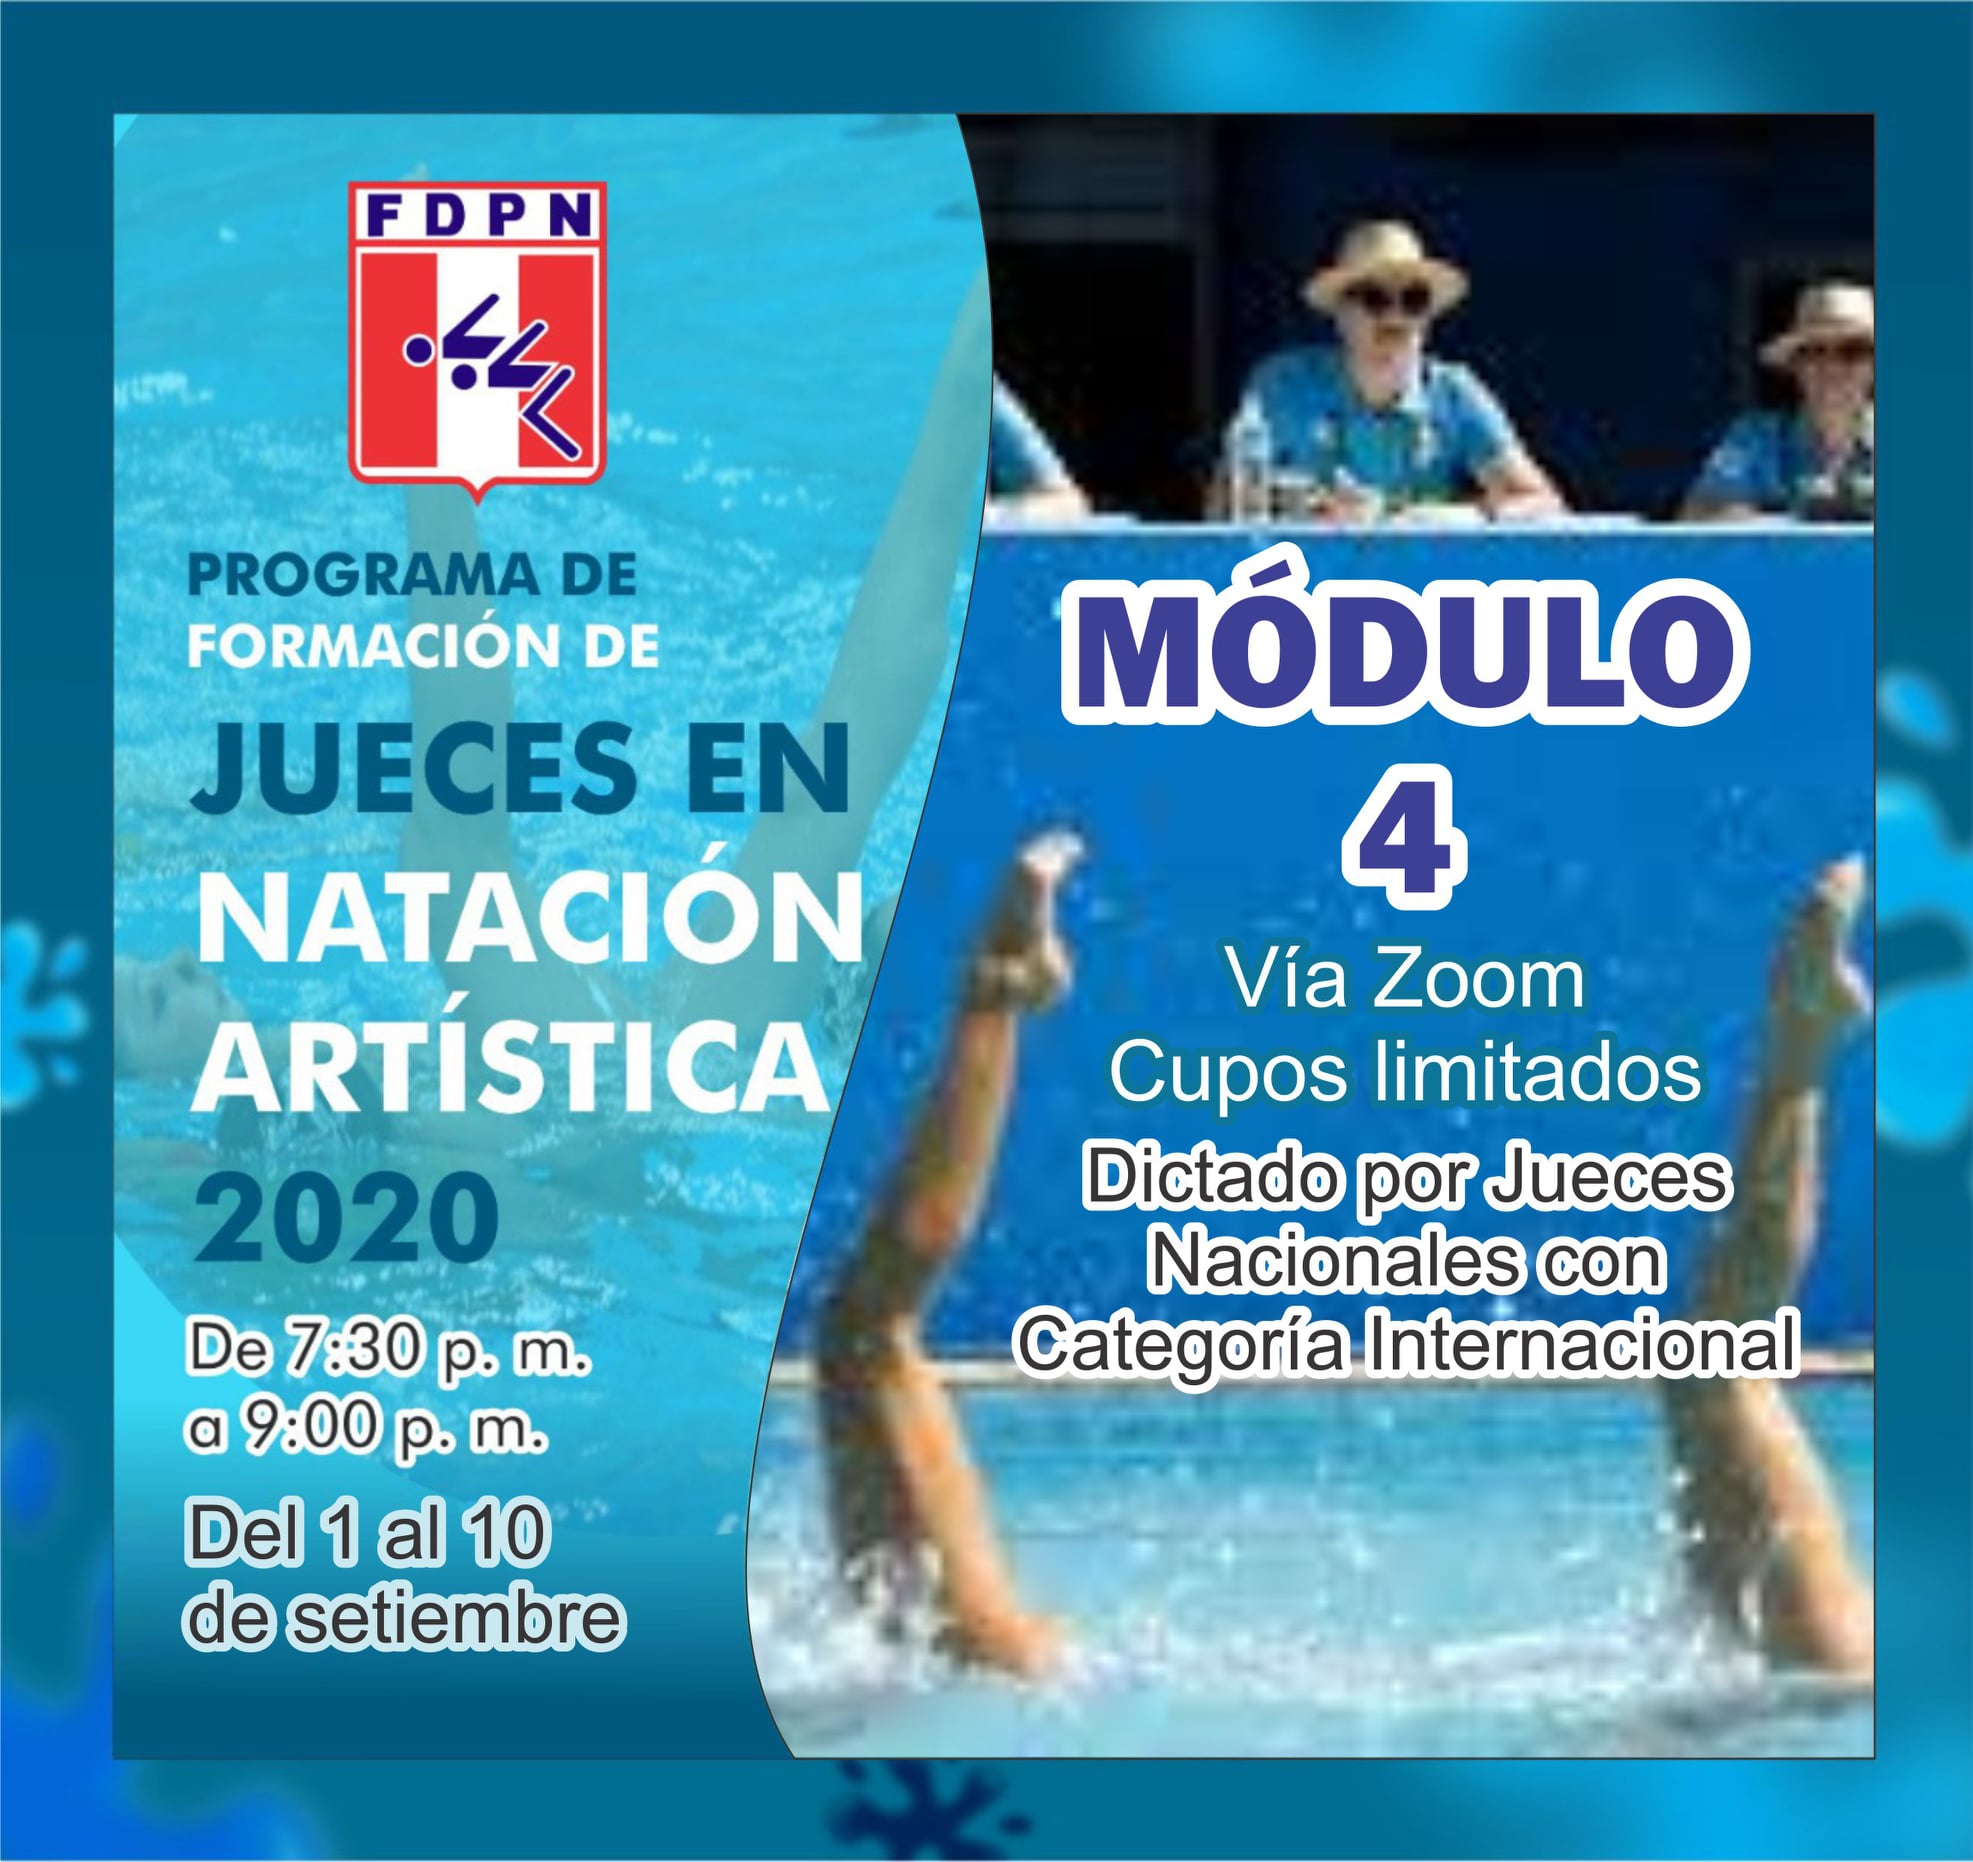 FDPN
PROGRAMA DE
FORMACIÓN DE
JUECES EN
NATACIÓN
ARTÍSTICA
2020
De 7:30 p. m.
a 9:00 p. m.
Del 1 al 10
de setiembre
MÓDULO
4
Vía Zoom
Cupos limitados
Dictado por Jueces
Nacionales con
Categoría Internacional